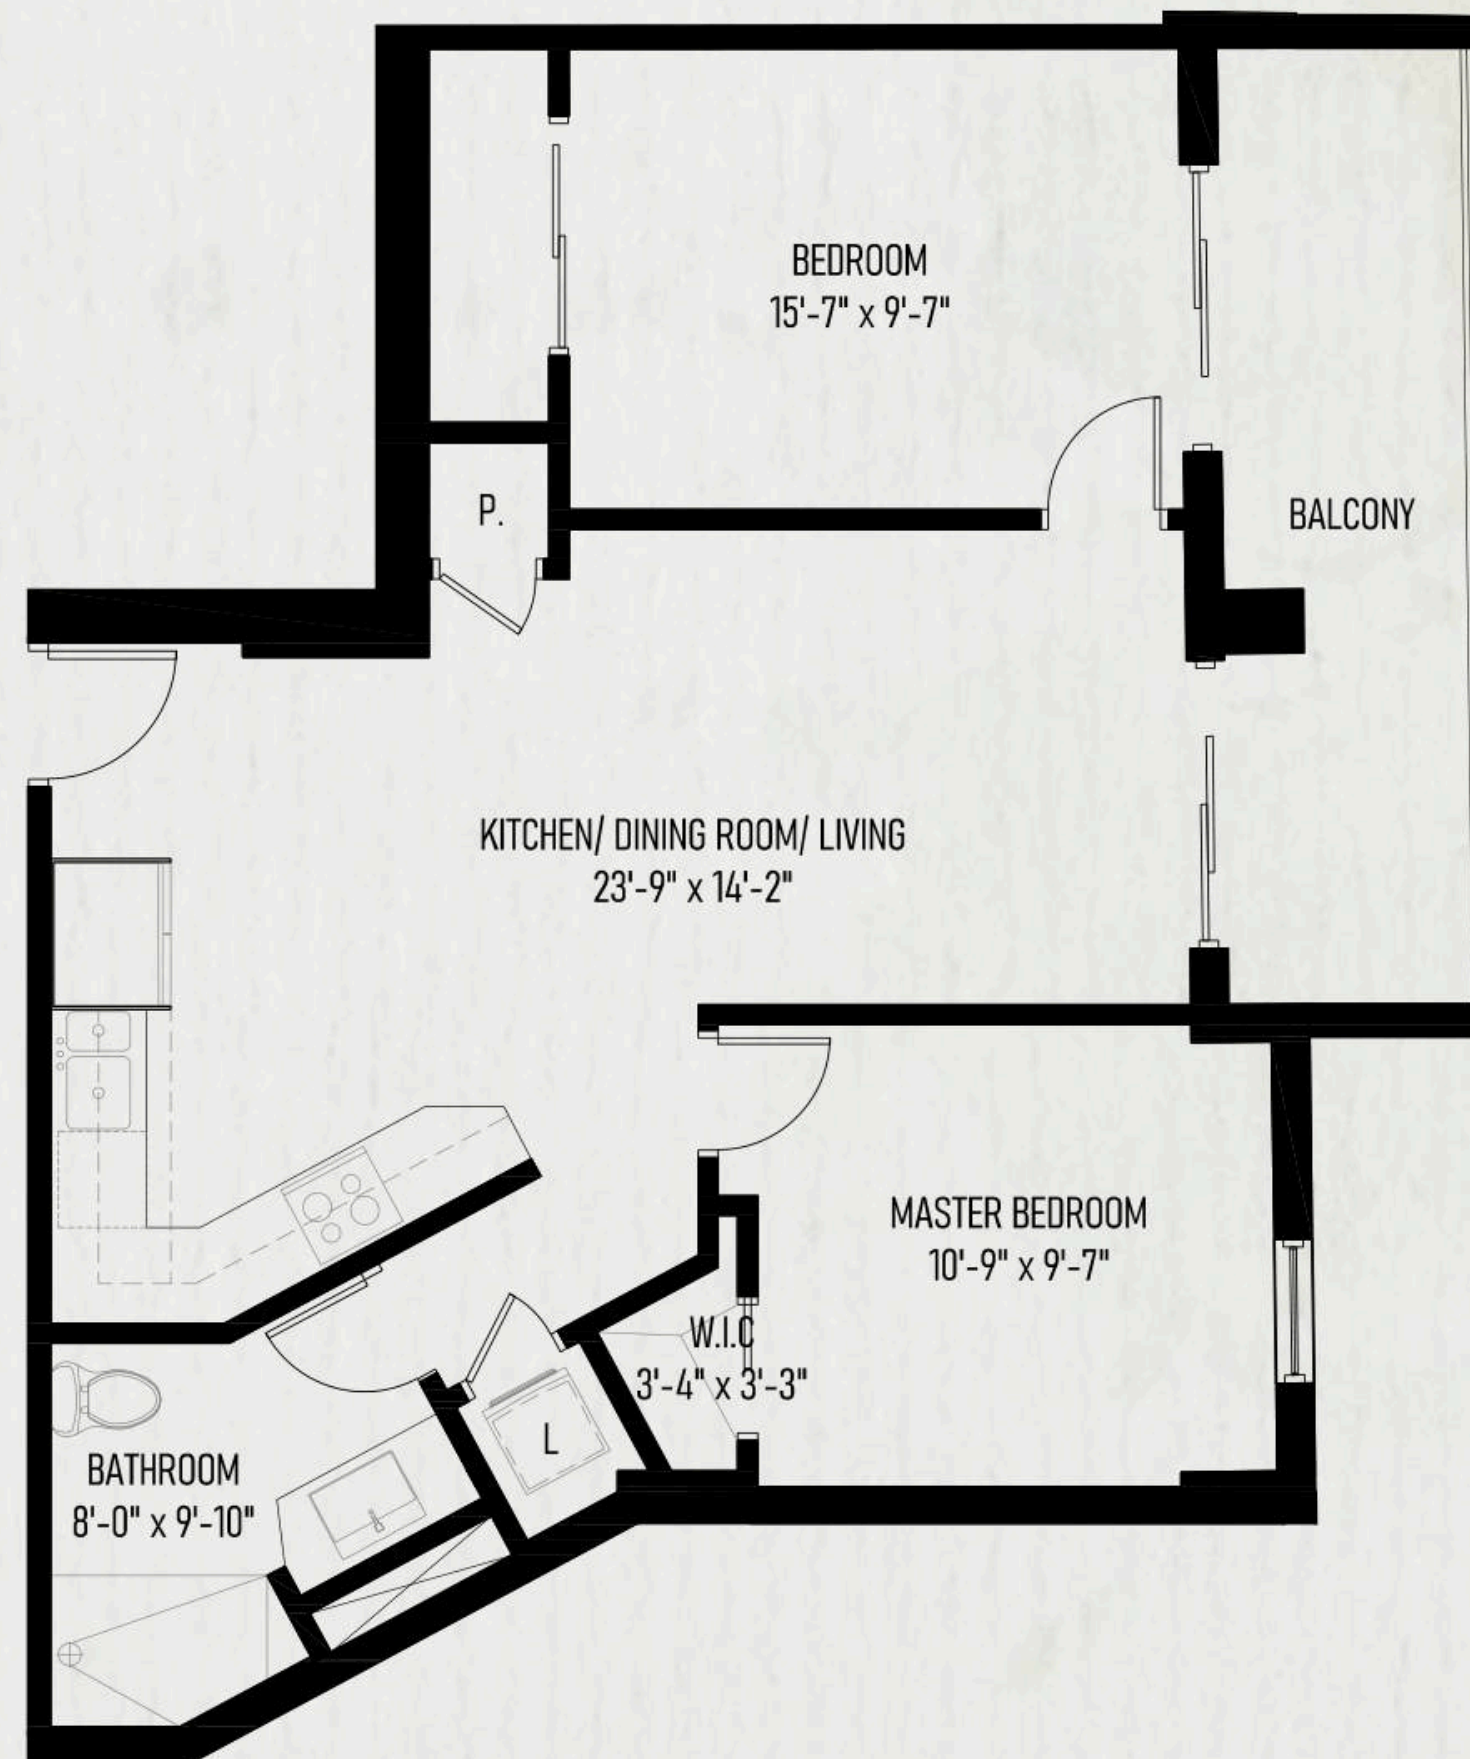 BEDROOM
15'-7" x 9'-7"
P.
BALCONY
KITCHEN/ DINING ROOM/ LIVING
23'-9" x 14'-2"
MASTER BEDROOM
10'-9" x 9'-7"
W.I.C
3'-4" x 3'-3"
L
BATHROOM
8'-0" x 9'-10"